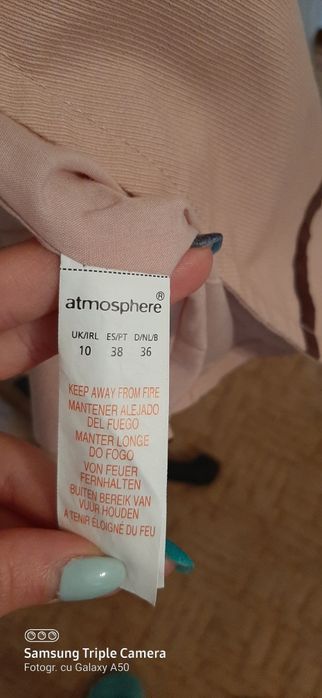 atmosphere®
UK/IRL ES/PT D/NL/B
10 38 36
KEEP AWAY FROM FIRE
MANTENER ALEJADO
DEL FUEGO
MANTER LONGE
DO FOGO
VON FEUER
FERNHALTEN
BUITEN BEREIK VAN
VUUR HOUDEN
A TENIR ÉLOIGNÉ DU FEU
Samsung Triple Camera
Fotogr. cu Galaxy A50